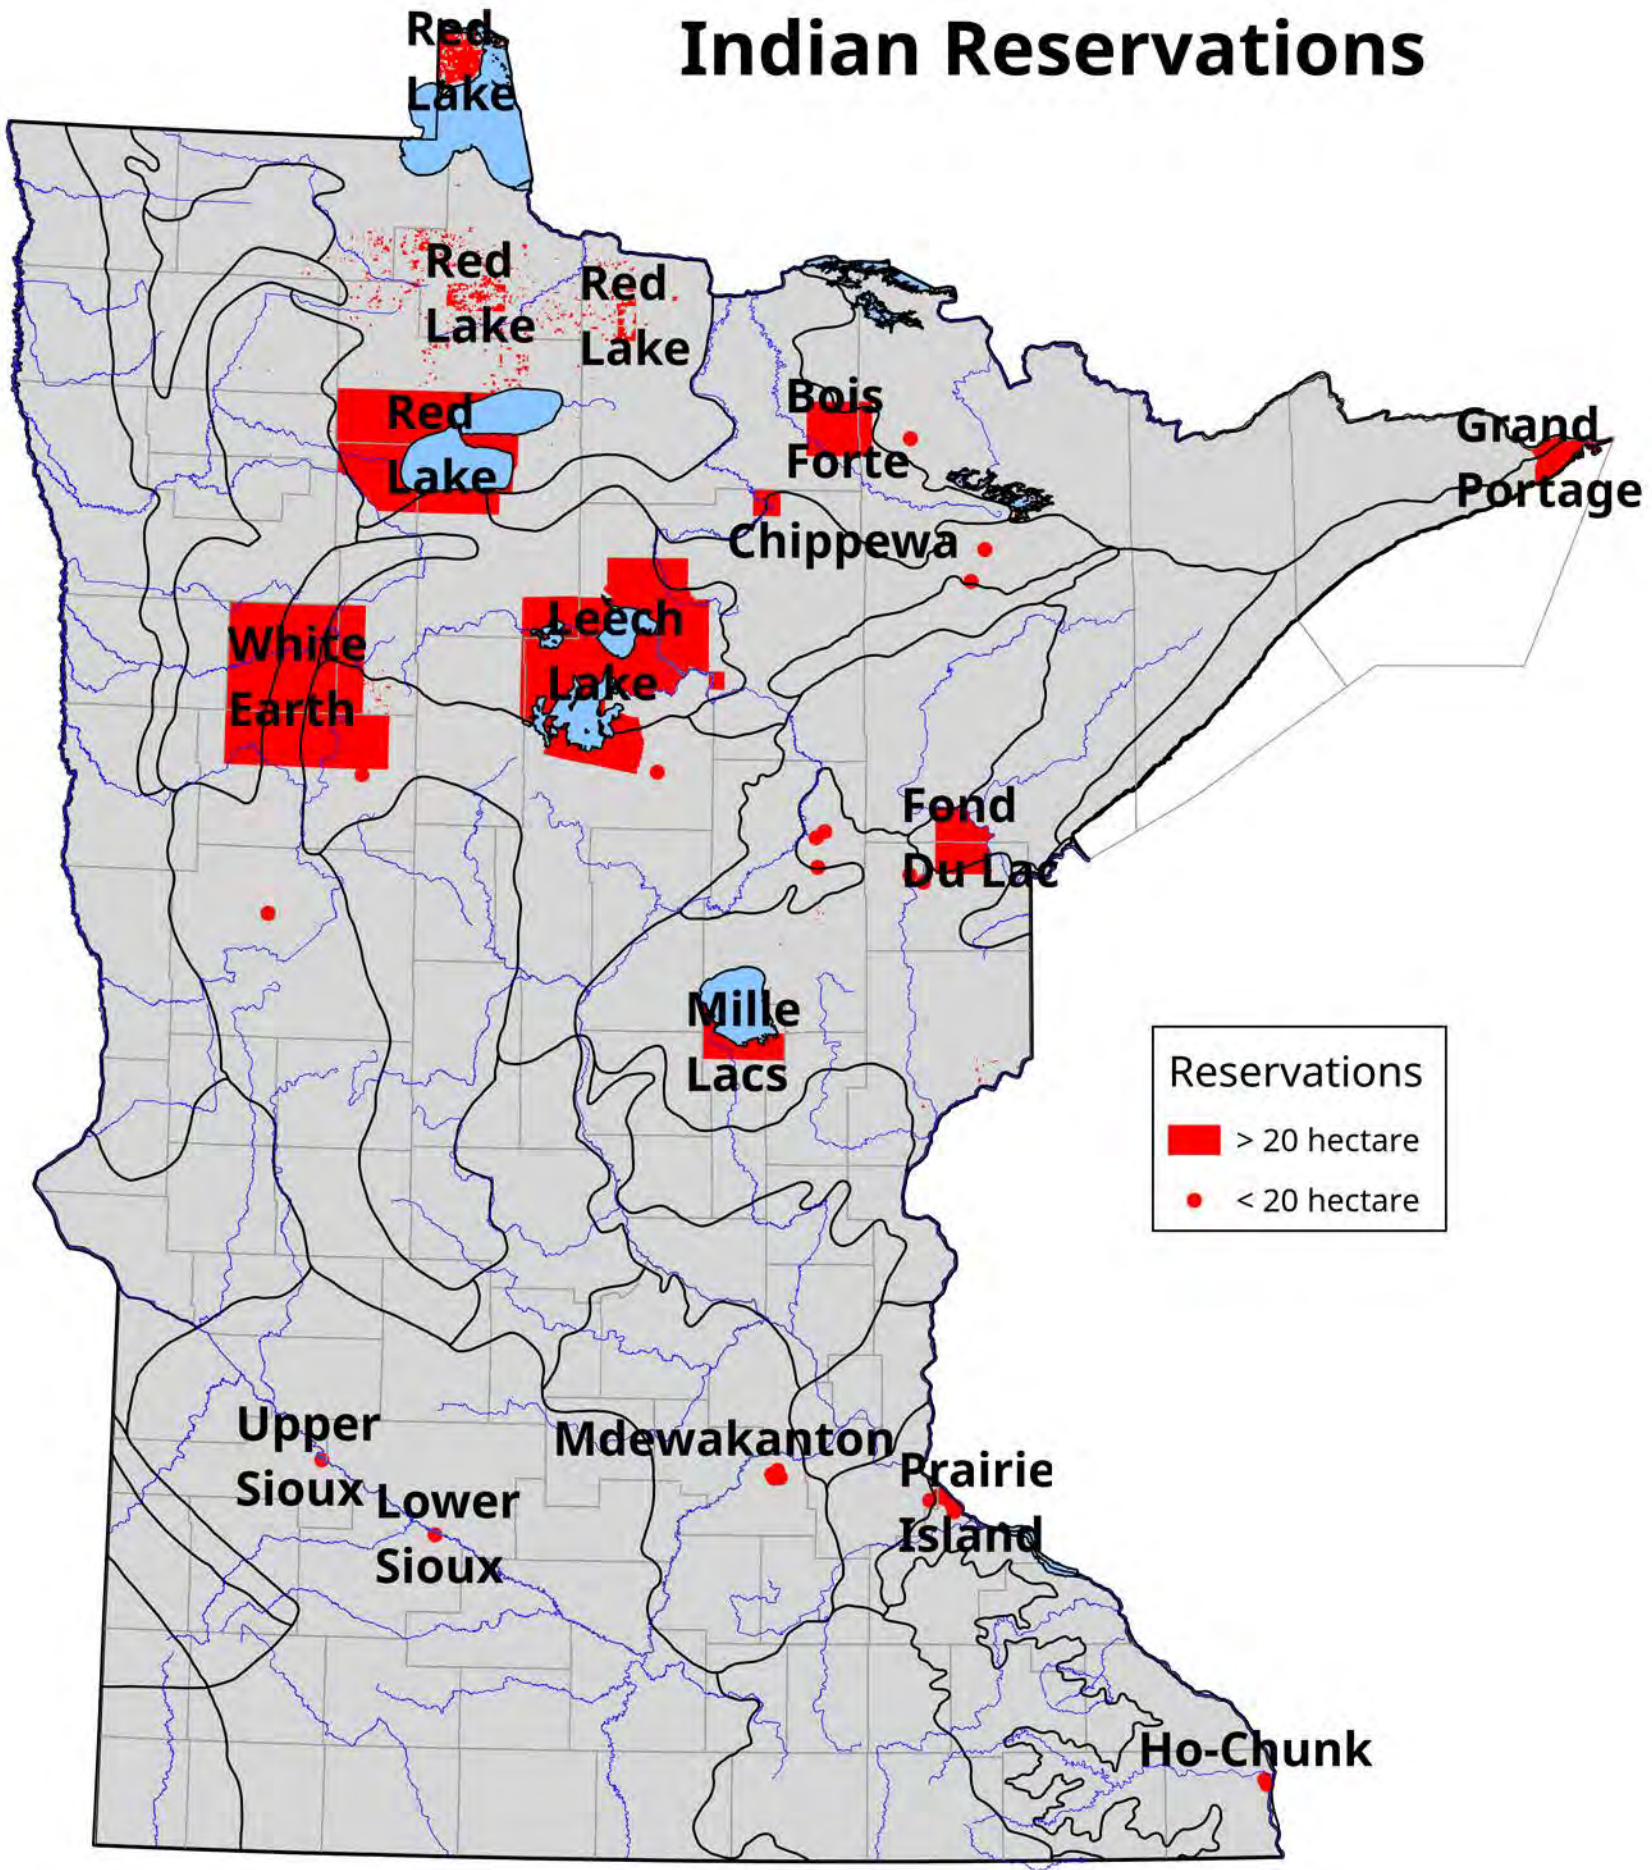 Indian Reservations
Red
Lake
Red
Lake
Red
Lake
Red
Lake
Bois
Forte
Grand
Portage
Chippewa
Leech
Lake
White
Earth
Fond
Du Lac
Mille
Lacs
Reservations
> 20 hectare
< 20 hectare
Upper
Sioux
Lower
Sioux
Mdewakanton
Prairie
Island
Ho-Chunk